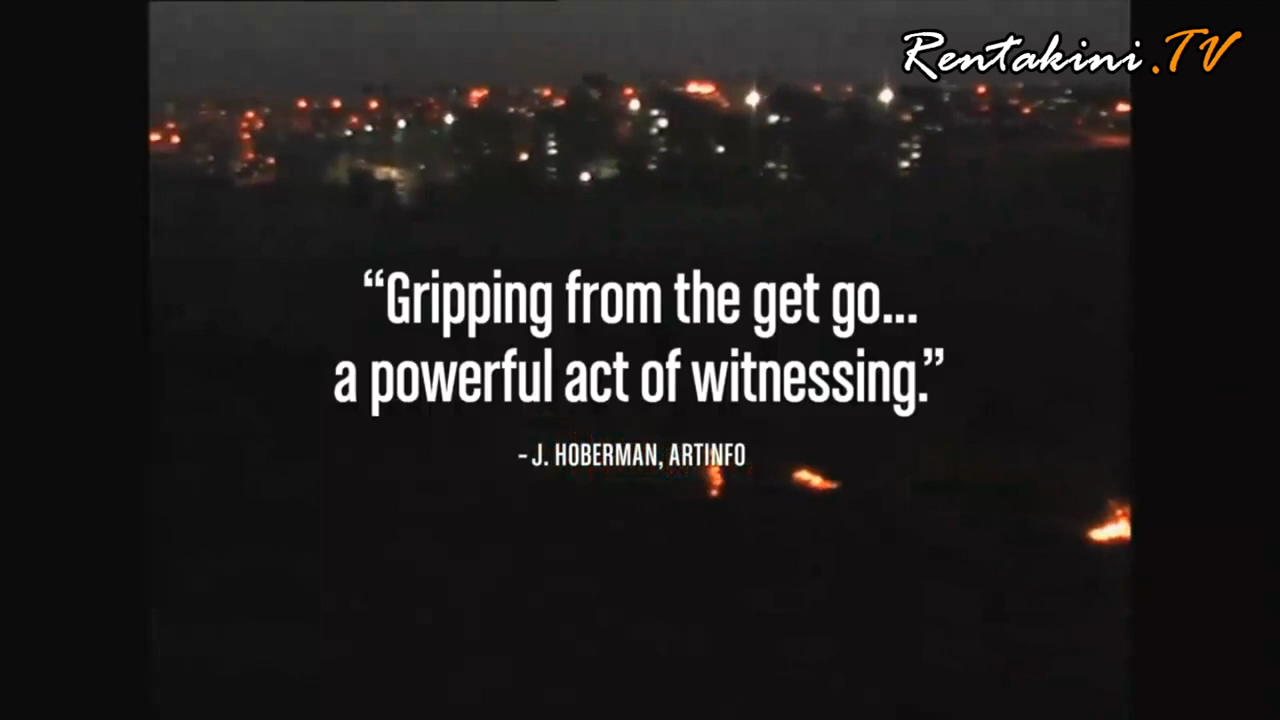 Rentakini.TV
“Gripping from the get go...
a powerful act of witnessing.”
– J. HOBERMAN, ARTINFO